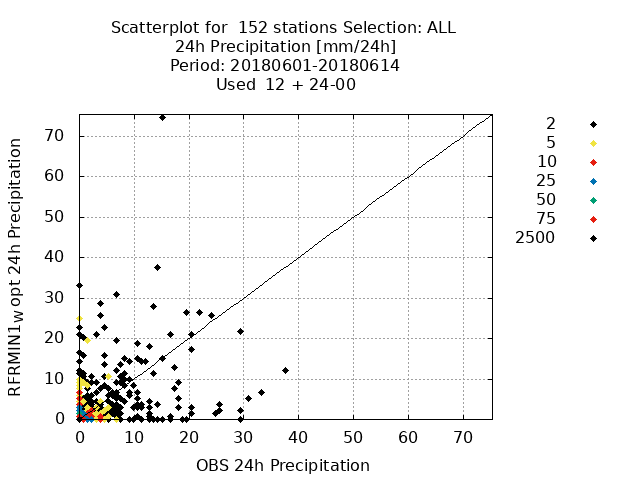 Scatterplot for  152 stations Selection: ALL
24h Precipitation [mm/24h]
Period: 20180601-20180614
Used  12 + 24-00
RFRMIN1W opt 24h Precipitation
70
60
50
40
30
20
10
0
0 10 20 30 40 50 60 70
OBS 24h Precipitation
2
5
10
25
50
75
2500